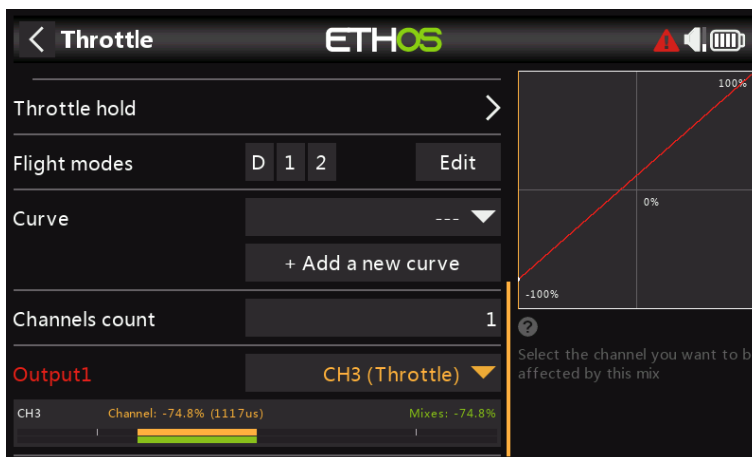 Throttle
ETHOS
Throttle hold
Flight modes
D 1 2
Edit
Curve
---
+ Add a new curve
Channels count
1
Output1
CH3 (Throttle)
CH3
Channel: -74.8% (1117us)
Mixes: -74.8%
100%
0%
-100%
?
Select the channel you want to b
affected by this mix